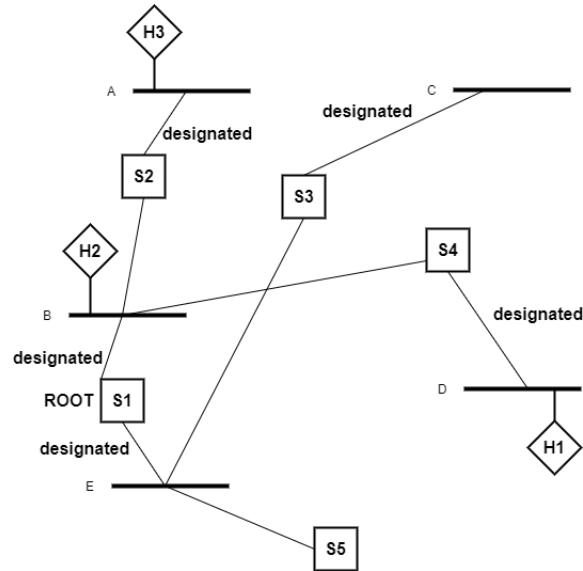 H3
A
C
designated
designated
S2
S3
H2
S4
B
designated
designated
D
ROOT
S1
designated
H1
E
S5